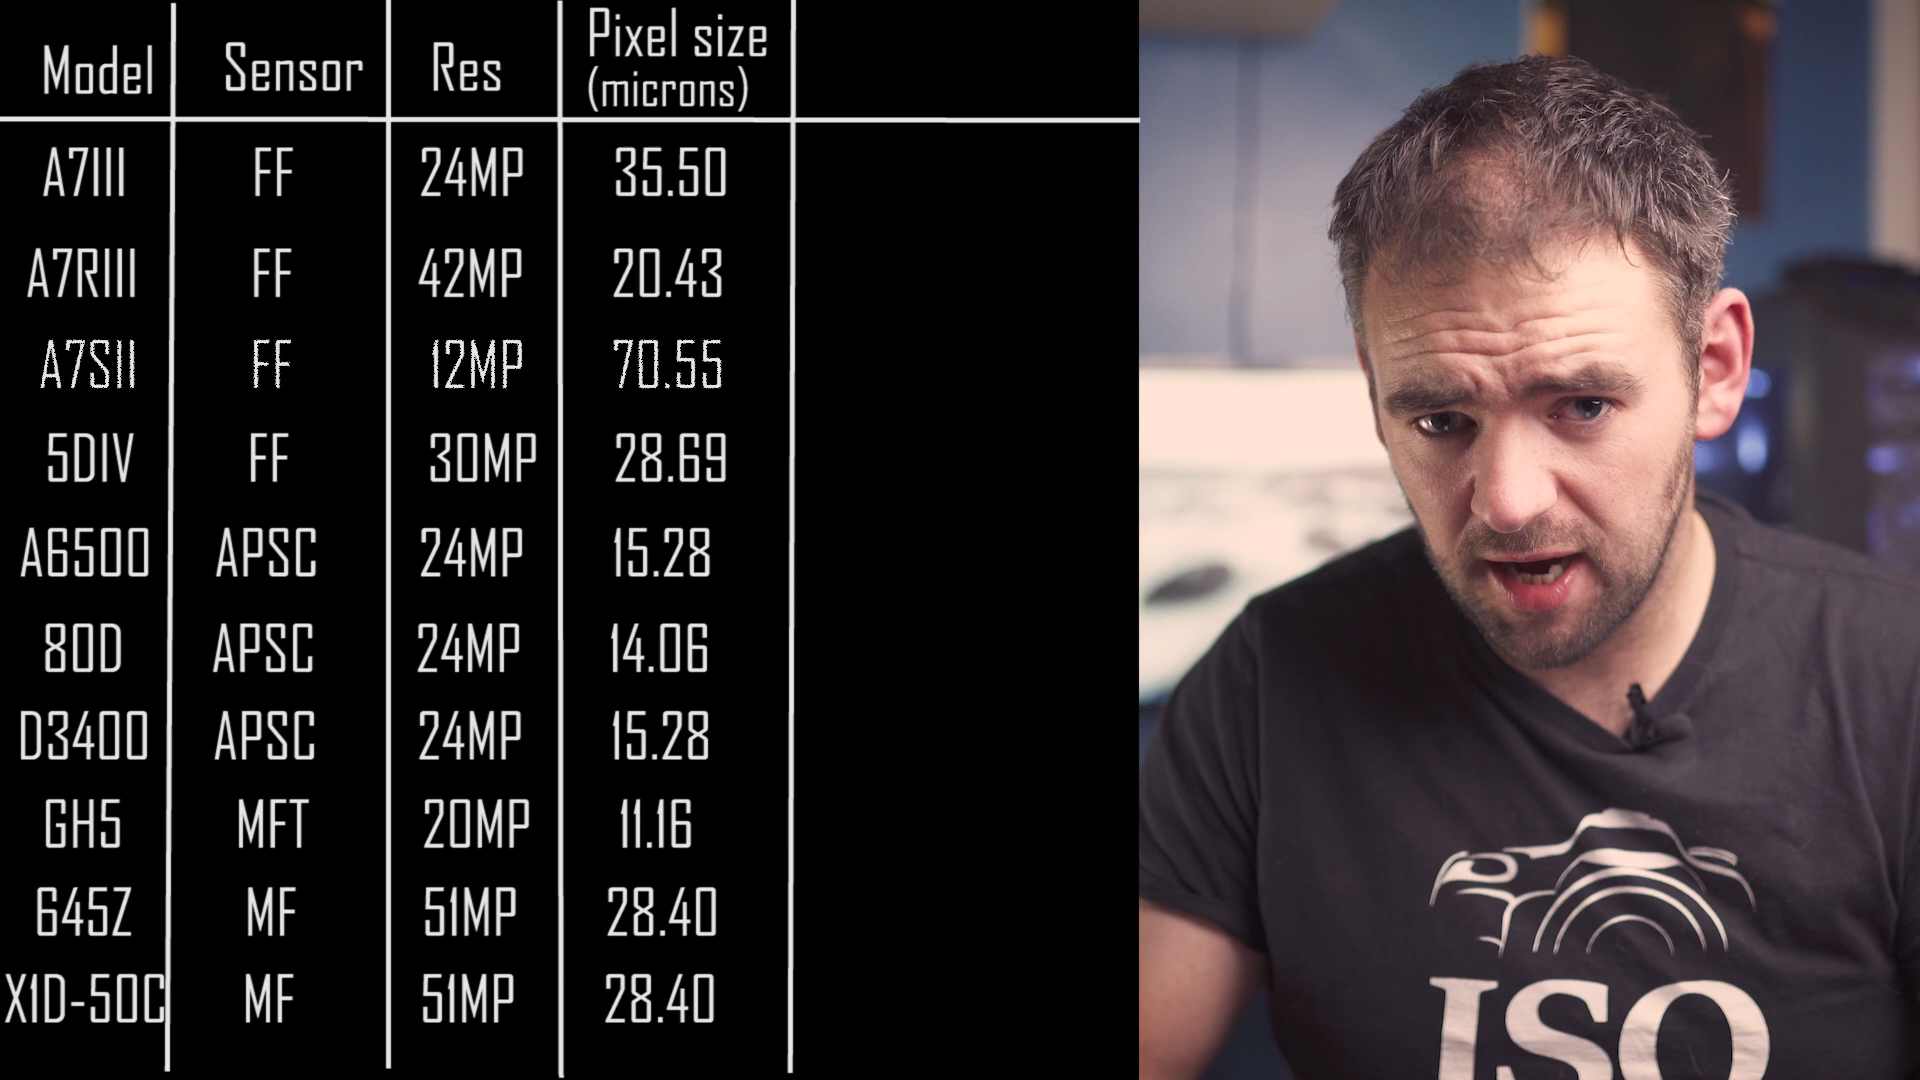 Model Sensor Res Pixel size
(microns)
A7III FF 24MP 35.50
A7RIII FF 42MP 20.43
A7SII FF 12MP 70.55
5DIV FF 30MP 28.69
A6500 APSC 24MP 15.28
80D APSC 24MP 14.06
D3400 APSC 24MP 15.28
GH5 MFT 20MP 11.16
645Z MF 51MP 28.40
X1D-50C MF 51MP 28.40
ISO